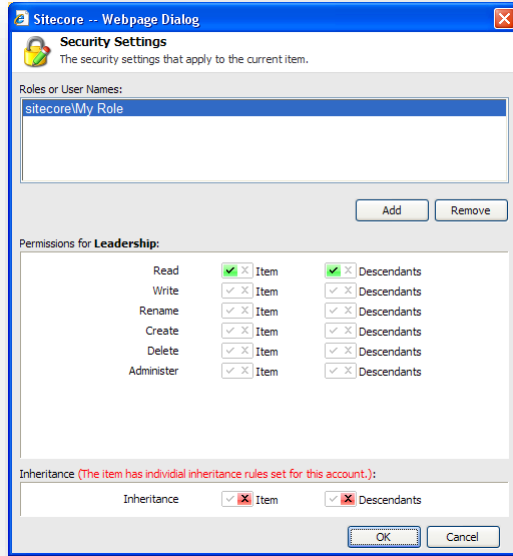 Sitecore -- Webpage Dialog
Security Settings
The security settings that apply to the current item.
Roles or User Names:
sitecore\My Role
Add Remove
Permissions for Leadership:
Read Item Descendants
Write Item Descendants
Rename Item Descendants
Create Item Descendants
Delete Item Descendants
Administer Item Descendants
Inheritance (The item has individial inheritance rules set for this account.):
Inheritance Item Descendants
OK Cancel